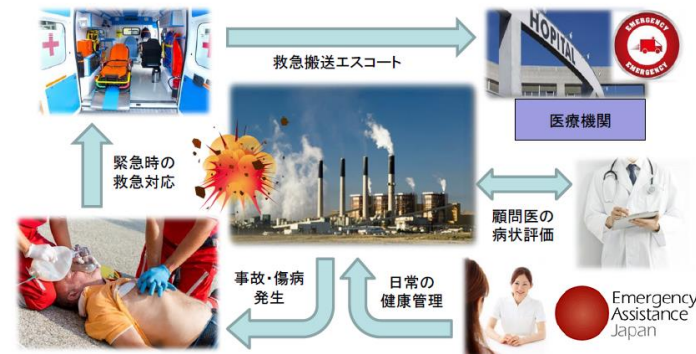 HOPITAL
EMERGENCY
EMERGENCY
救急搬送エスコート
医療機関
緊急時の
救急対応
顧問医の
病状評価
事故・傷病
発生
日常の
健康管理
Emergency
Assistance
Japan